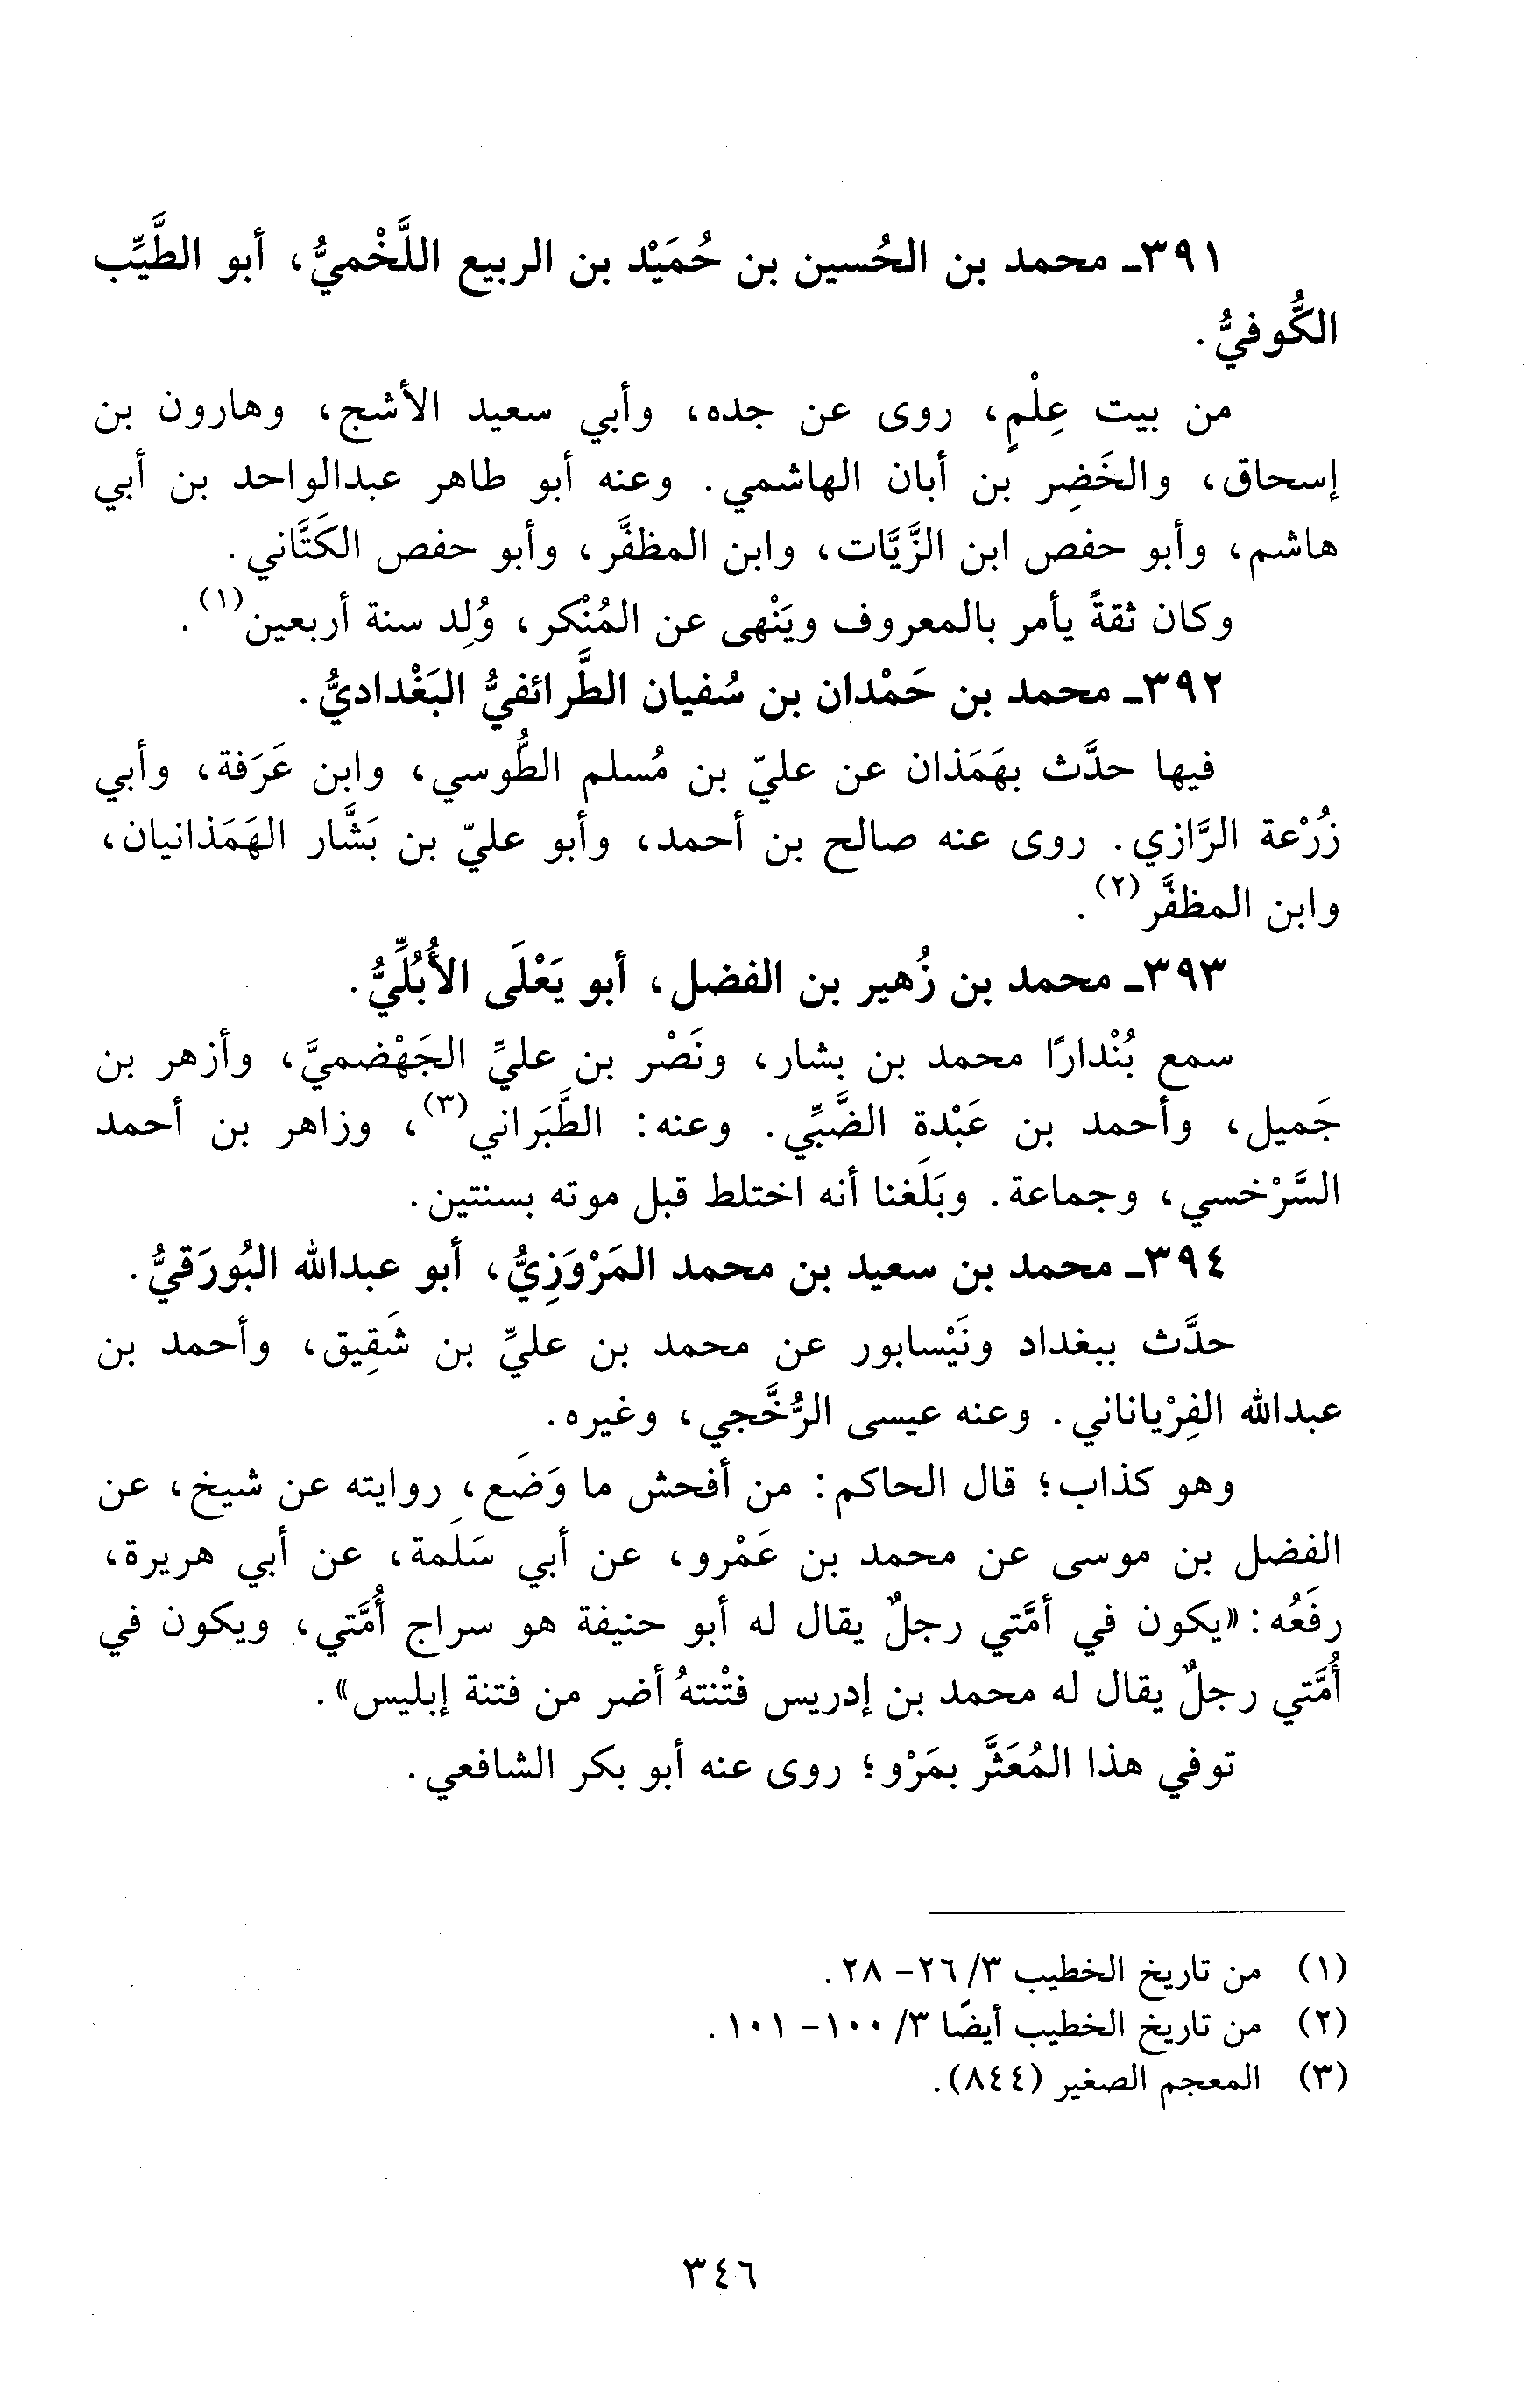 ٣٩١ـ محمد بن الحُسين بن حُمَيْد بن الربيع اللَّخْميُّ، أبو الطَّيِّب
الكُّوفيُّ.
من بيت عِلْمٍ، روى عن جده، وأبي سعيد الأشج، وهارون بن
إسحاق، والخَضِر بن أبان الهاشمي. وعنه أبو طاهر عبدالواحد بن أبي
هاشم، وأبو حفص ابن الزَّيَّات، وابن المظفَّر، وأبو حفص الكَتَّاني.
وكان ثقةً يأمر بالمعروف ويَنْهى عن المُنْكر، وُلِد سنة أربعين(١).
٣٩٢ـ محمد بن حَمْدان بن سُفيان الطَّرائفيُّ البَغْداديُّ.
فيها حدَّث بهَمَذان عن عليّ بن مُسلم الطُّوسي، وابن عَرَفة، وأبي
زُرْعة الرَّازي. روى عنه صالح بن أحمد، وأبو عليّ بن بَشَّار الهَمَذانيان،
وابن المظفَّر(٢).
٣٩٣ـ محمد بن زُهير بن الفضل، أبو يَعْلَى الأُبُلِّيُّ.
سمع بُنْدارًا محمد بن بشار، ونَصْر بن عليِّ الجَهْضميَّ، وأزهر بن
جَميل، وأحمد بن عَبْدة الضَّبِّي. وعنه: الطَّبَراني(٣)، وزاهر بن أحمد
السَّرْخسي، وجماعة. وبَلَغنا أنه اختلط قبل موته بسنتين.
٣٩٤ـ محمد بن سعيد بن محمد المَرْوَزِيُّ، أبو عبدالله البُورَقيُّ.
حدَّث ببغداد ونَيْسابور عن محمد بن عليِّ بن شَقِيق، وأحمد بن
عبدالله الفِرْياناني. وعنه عيسى الرُّخَّجي، وغيره.
وهو كذاب؛ قال الحاكم: من أفحش ما وَضَع، روايته عن شيخ، عن
الفضل بن موسى عن محمد بن عَمْرو، عن أبي سَلَمة، عن أبي هريرة،
رفَعُه: «يكون في أمَّتي رجلٌ يقال له أبو حنيفة هو سراج أُمَّتي، ويكون في
أُمَّتي رجلٌ يقال له محمد بن إدريس فتْنتهُ أضر من فتنة إبليس».
توفي هذا المُعَثَّر بمَرْو؛ روى عنه أبو بكر الشافعي.
(١) من تاريخ الخطيب ٣/ ٢٦- ٢٨.
(٢) من تاريخ الخطيب أيضًا ٣/ ١٠٠- ١٠١.
(٣) المعجم الصغير (٨٤٤).
٣٤٦